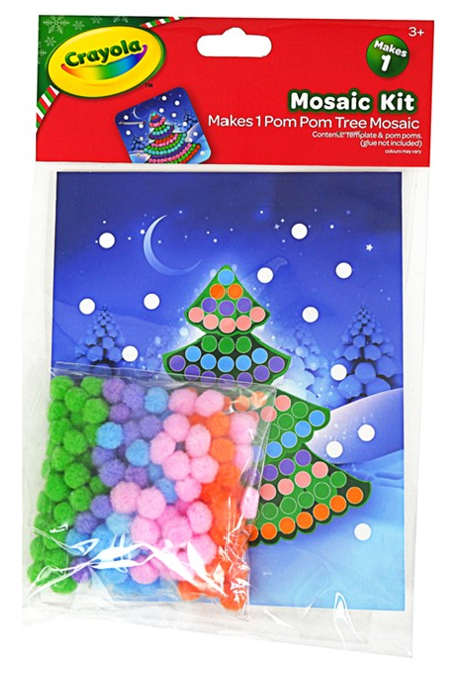 3+
Crayola
TM
Makes
1
Mosaic Kit
Makes 1 Pom Pom Tree Mosaic
template & pom poms.
(glue not included)
colours may vary